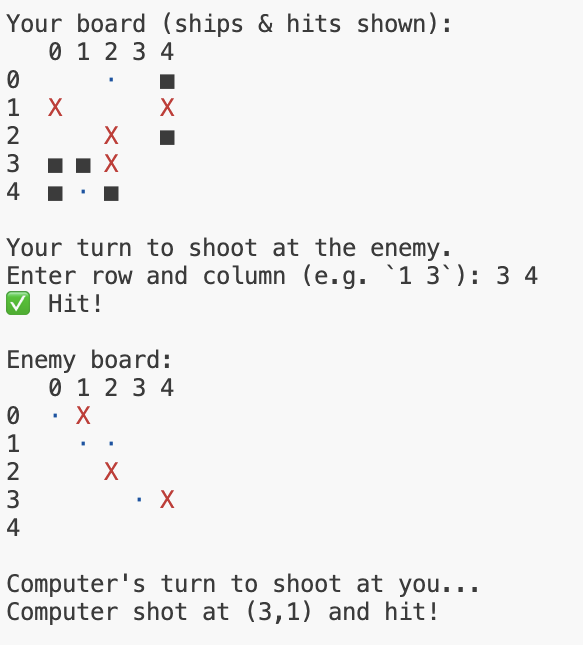 Your board (ships & hits shown):
   0 1 2 3 4
0      ·   ■
1  X       X
2      X   ■
3  ■ ■ X
4  ■ · ■

Your turn to shoot at the enemy.
Enter row and column (e.g. `1 3`): 3 4
✅ Hit!

Enemy board:
   0 1 2 3 4
0  · X
1    · ·
2      X
3        · X
4

Computer's turn to shoot at you...
Computer shot at (3,1) and hit!